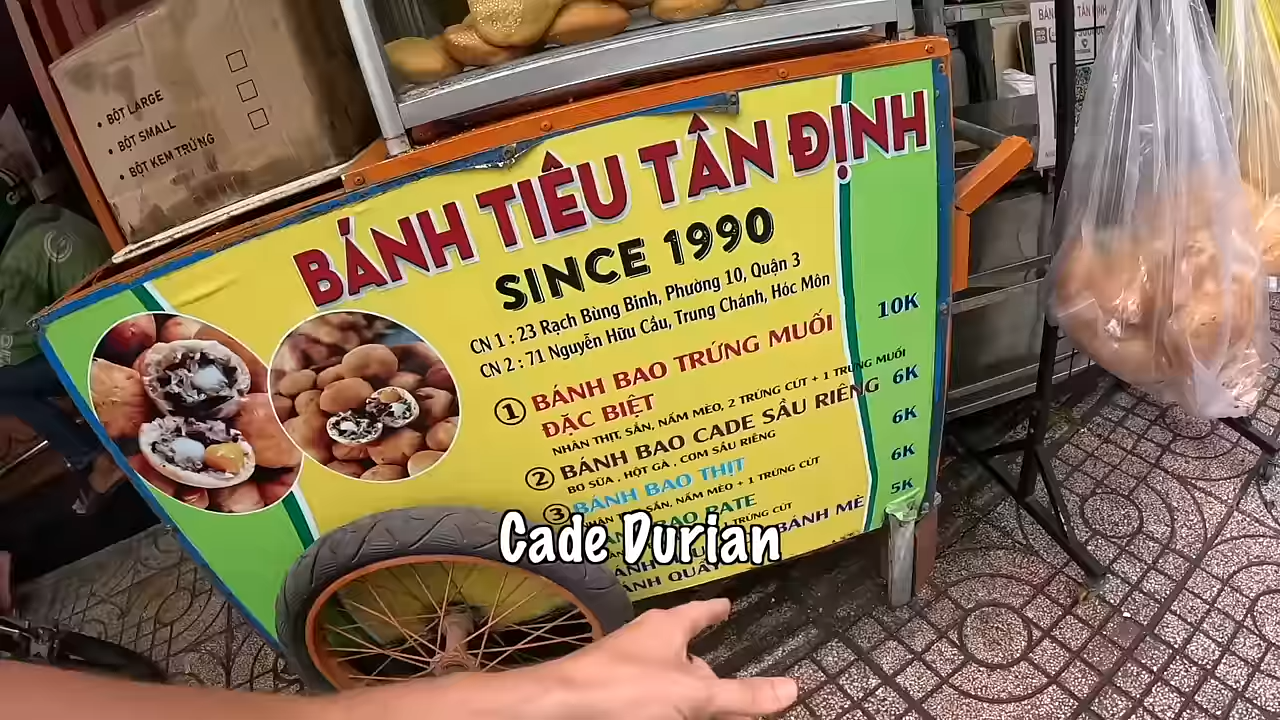 • BỘT LARGE
• BỘT SMALL
• BỘT KEM TRỨNG
BÁNH TIÊU TÂN ĐỊNH
SINCE 1990
CN 1 : 23 Rạch Bùng Binh, Phường 10, Quận 3
CN 2 : 71 Nguyễn Hữu Cầu, Trung Chánh, Hóc Môn
① BÁNH BAO TRỨNG MUỐI 10K
ĐẶC BIỆT
NHÂN THỊT, SẮN, NẤM MÈO, 2 TRỨNG CÚT + 1 TRỨNG MUỐI
② BÁNH BAO CADE SẦU RIÊNG 6K
BƠ SỮA , HỘT GÀ , CƠM SẦU RIÊNG
③ BÁNH BAO THỊT 6K
SẮN, NẤM MÈO + 1 TRỨNG CÚT
BAO PATE 6K
TRỨNG CÚT
BÁNH MÈ 5K
Cade Durian